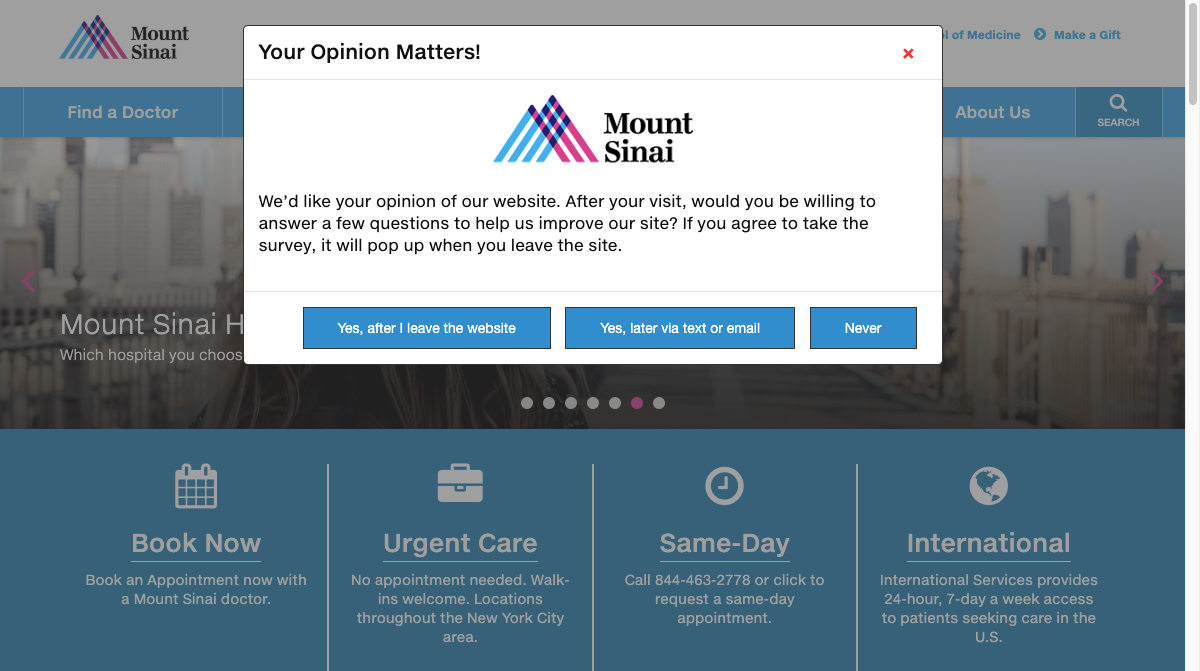 Mount
Sinai
Your Opinion Matters!
of Medicine
Make a Gift
Find a Doctor
About Us
SEARCH
Mount
Sinai
We'd like your opinion of our website. After your visit, would you be willing to
answer a few questions to help us improve our site? If you agree to take the
survey, it will pop up when you leave the site.
Yes, after I leave the website
Yes, later via text or email
Never
Mount Sinai H
Which hospital you choos
Book Now
Book an Appointment now with
a Mount Sinai doctor.
Urgent Care
No appointment needed. Walk-
ins welcome. Locations
throughout the New York City
area.
Same-Day
Call 844-463-2778 or click to
request a same-day
appointment.
International
International Services provides
24-hour, 7-day a week access
to patients seeking care in the
U.S.